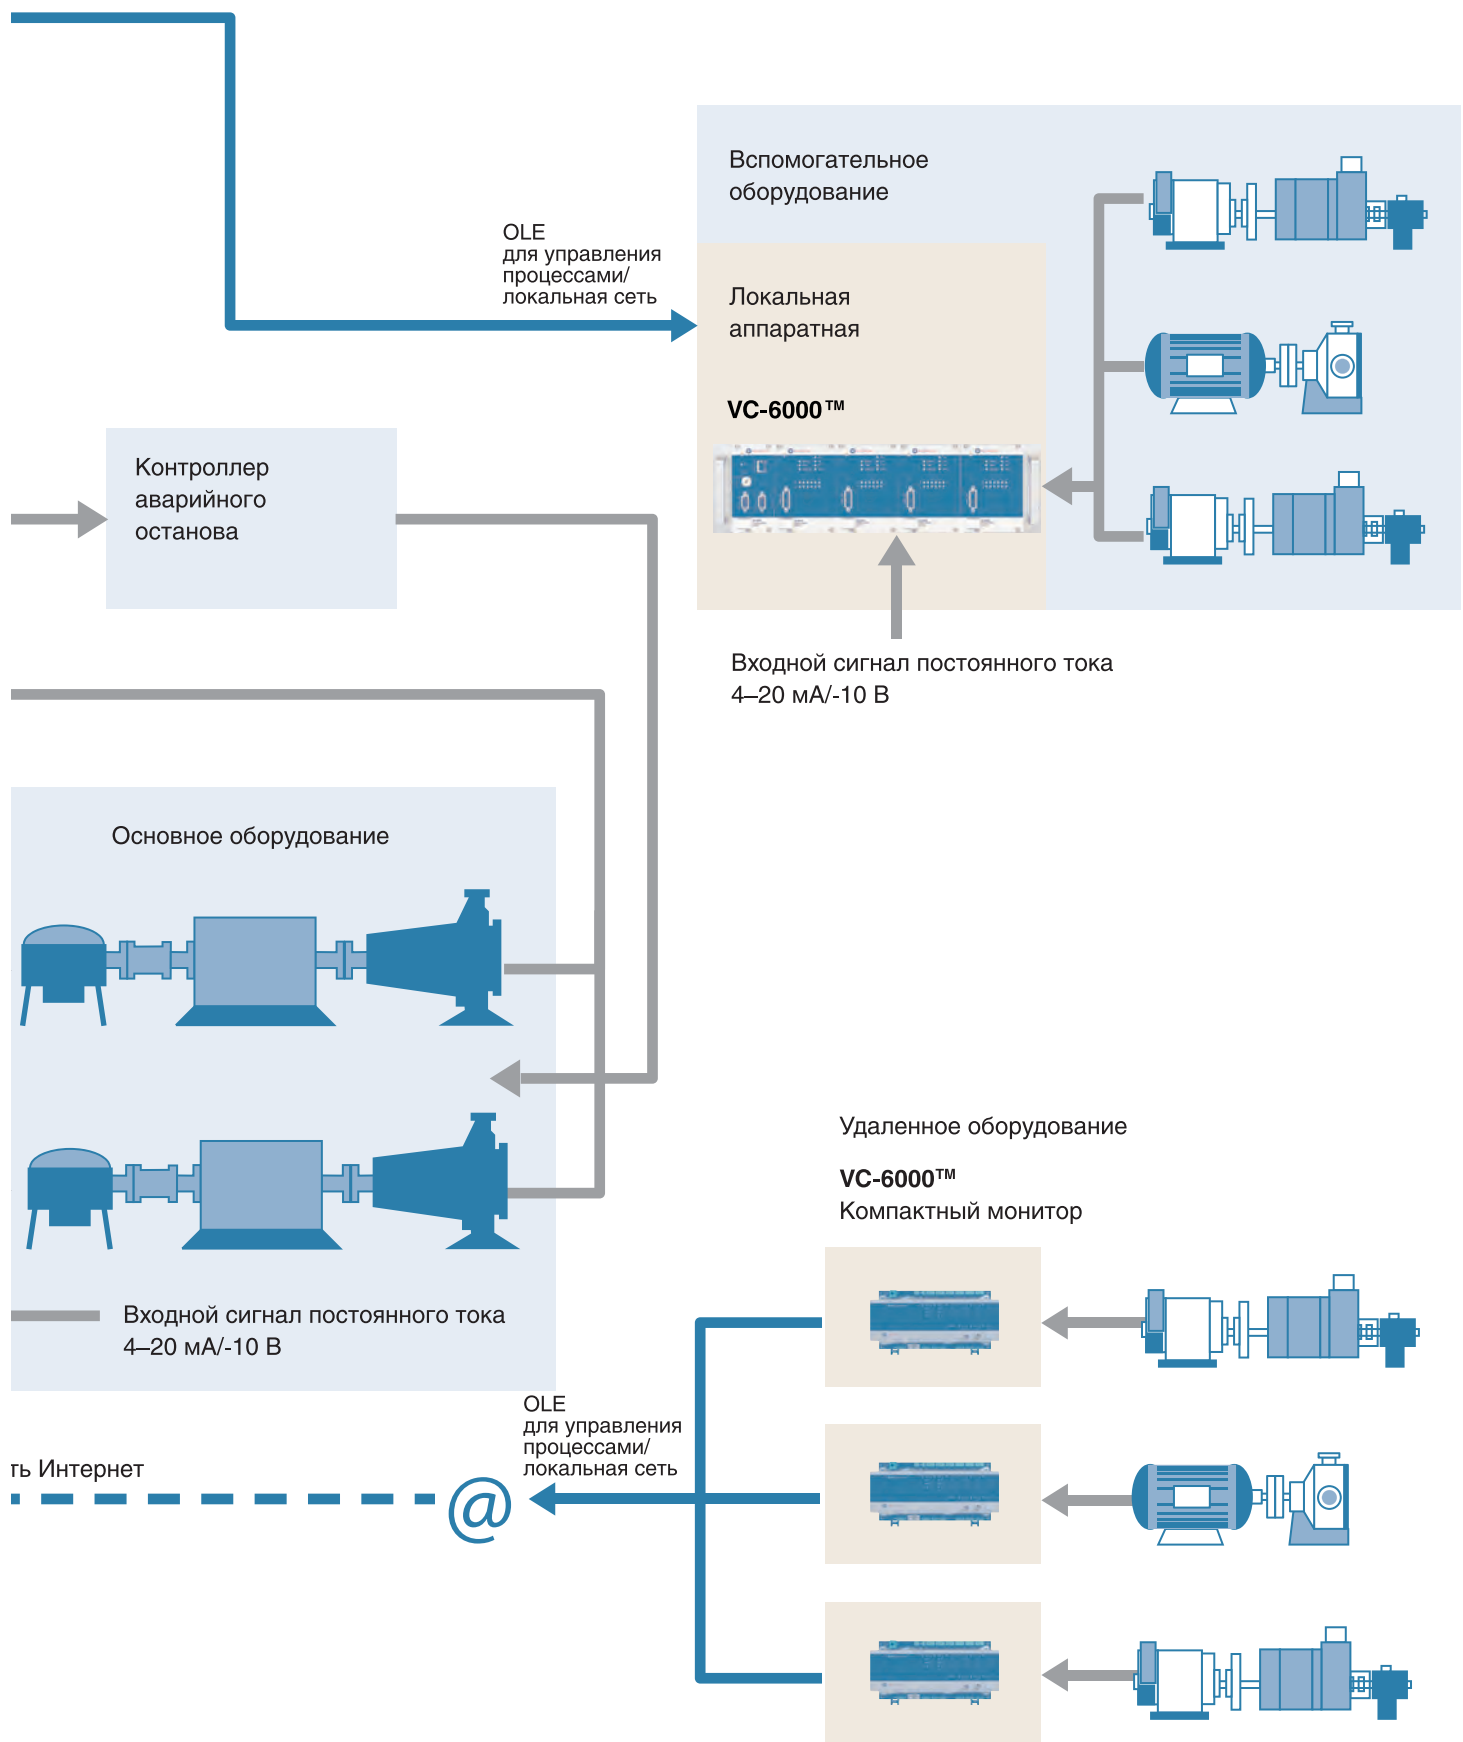 Вспомогательное
оборудование
OLE
для управления
процессами/
локальная сеть
Локальная
аппаратная
VC-6000™
Контроллер
аварийного
останова
Входной сигнал постоянного тока
4–20 мА/-10 В
Основное оборудование
Удаленное оборудование
VC-6000™
Компактный монитор
Входной сигнал постоянного тока
4–20 мА/-10 В
OLE
для управления
процессами/
локальная сеть
ть Интернет
@